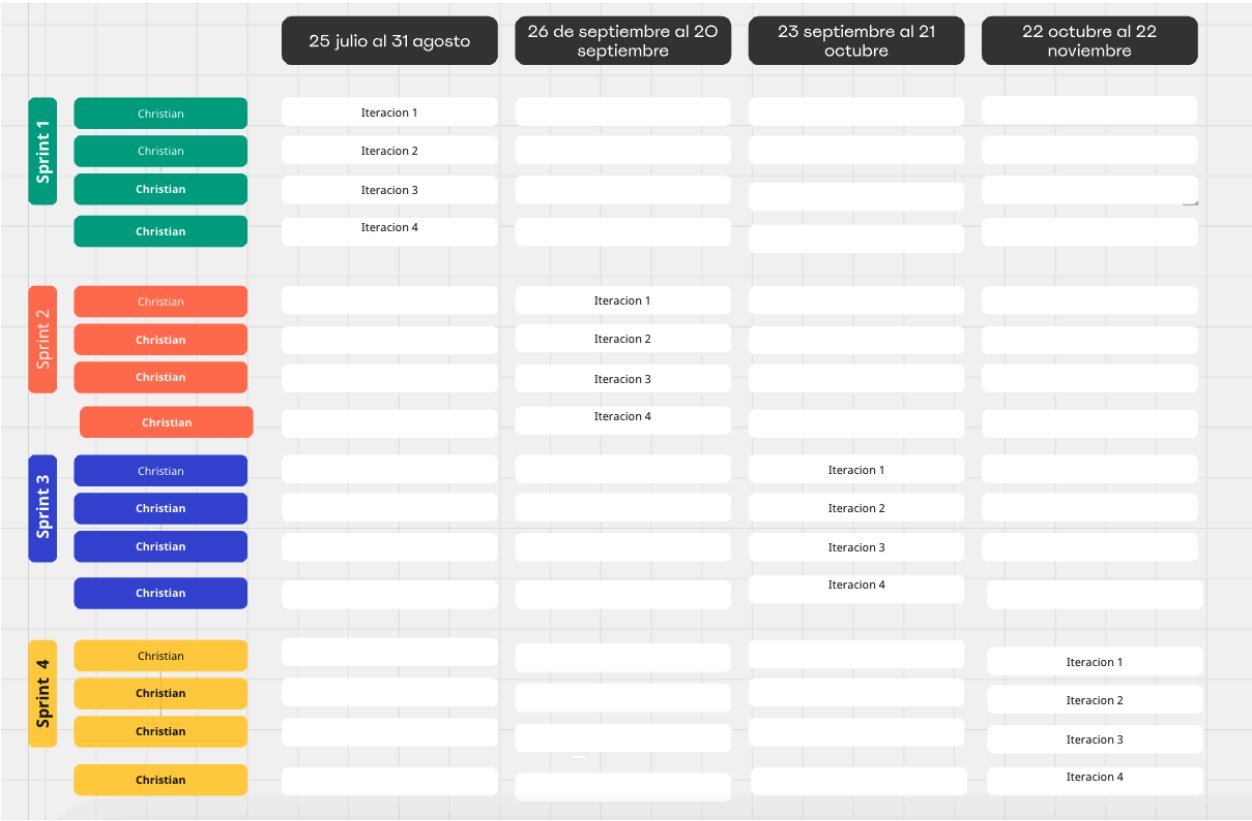 25 julio al 31 agosto
26 de septiembre al 20
septiembre
23 septiembre al 21
octubre
22 octubre al 22
noviembre
Sprint 1
Christian
Iteracion 1
Christian
Iteracion 2
Christian
Iteracion 3
Christian
Iteracion 4
Sprint 2
Christian
Iteracion 1
Christian
Iteracion 2
Christian
Iteracion 3
Christian
Iteracion 4
Sprint 3
Christian
Iteracion 1
Christian
Iteracion 2
Christian
Iteracion 3
Christian
Iteracion 4
Sprint 4
Christian
Iteracion 1
Christian
Iteracion 2
Christian
Iteracion 3
Christian
Iteracion 4